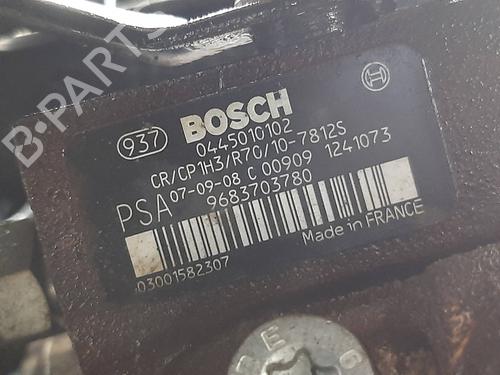 937
BOSCH
0445010102
CR/CP1H3/R70/10-7812S
PSA 07-09-08 C 00909 1241073
9683703780
03001582307
Made in FRANCE
B-PARTS